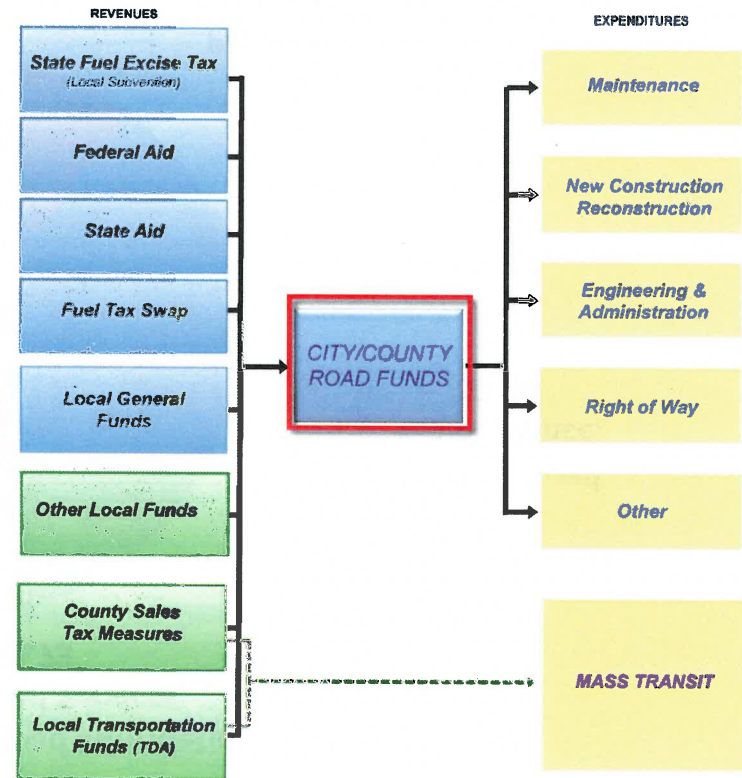 REVENUES
State Fuel Excise Tax
(Local Subvention)
Federal Aid
State Aid
Fuel Tax Swap
Local General
Funds
Other Local Funds
County Sales
Tax Measures
Local Transportation
Funds (TDA)
CITY/COUNTY
ROAD FUNDS
EXPENDITURES
Maintenance
New Construction
Reconstruction
Engineering &
Administration
Right of Way
Other
MASS TRANSIT